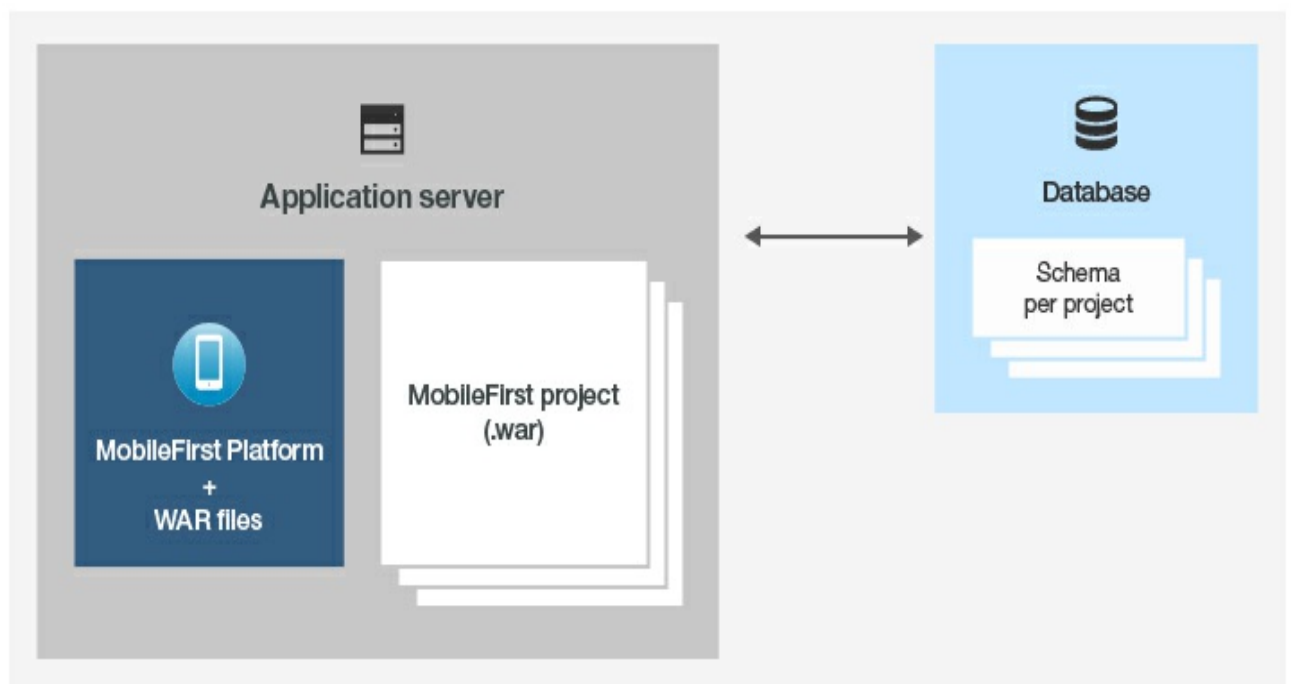 Application server
MobileFirst Platform
+
WAR files
MobileFirst project
(.war)
Database
Schema
per project